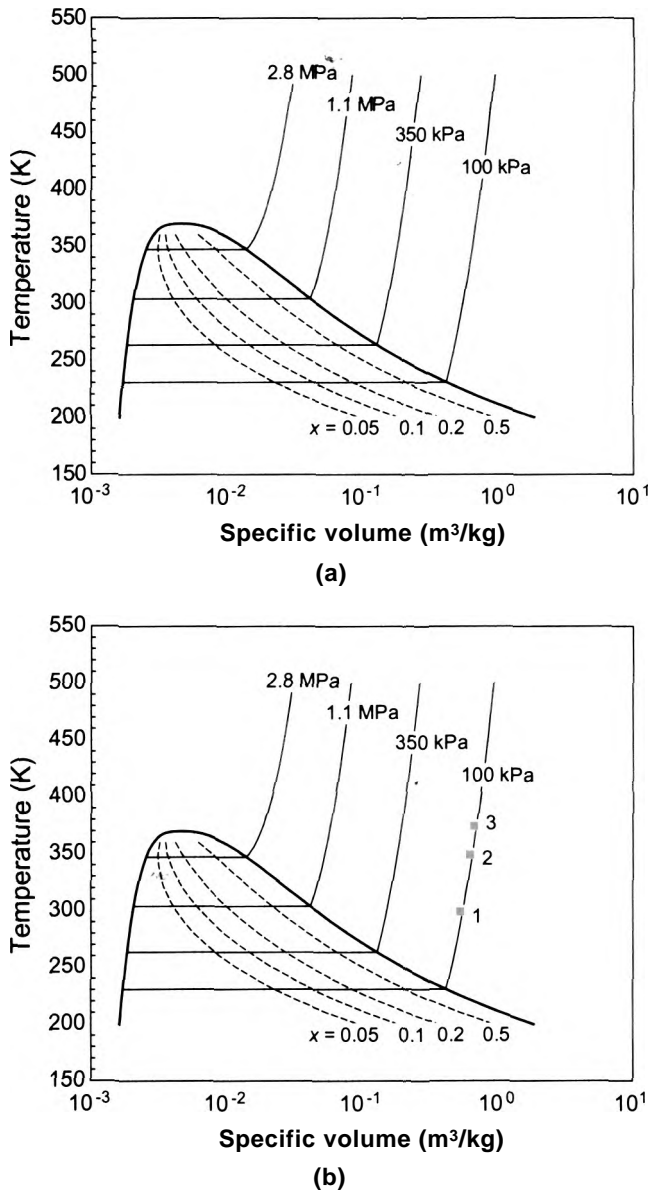 550
500
450
400
350
300
250
200
150
Temperature (K)
2.8 MPa
1.1 MPa
350 kPa
100 kPa
x = 0.05 0.1 0.2 0.5
10⁻³ 10⁻² 10⁻¹ 10⁰ 10¹
Specific volume (m³/kg)
(a)
550
500
450
400
350
300
250
200
150
Temperature (K)
2.8 MPa
1.1 MPa
350 kPa
100 kPa
3
2
1
x = 0.05 0.1 0.2 0.5
10⁻³ 10⁻² 10⁻¹ 10⁰ 10¹
Specific volume (m³/kg)
(b)